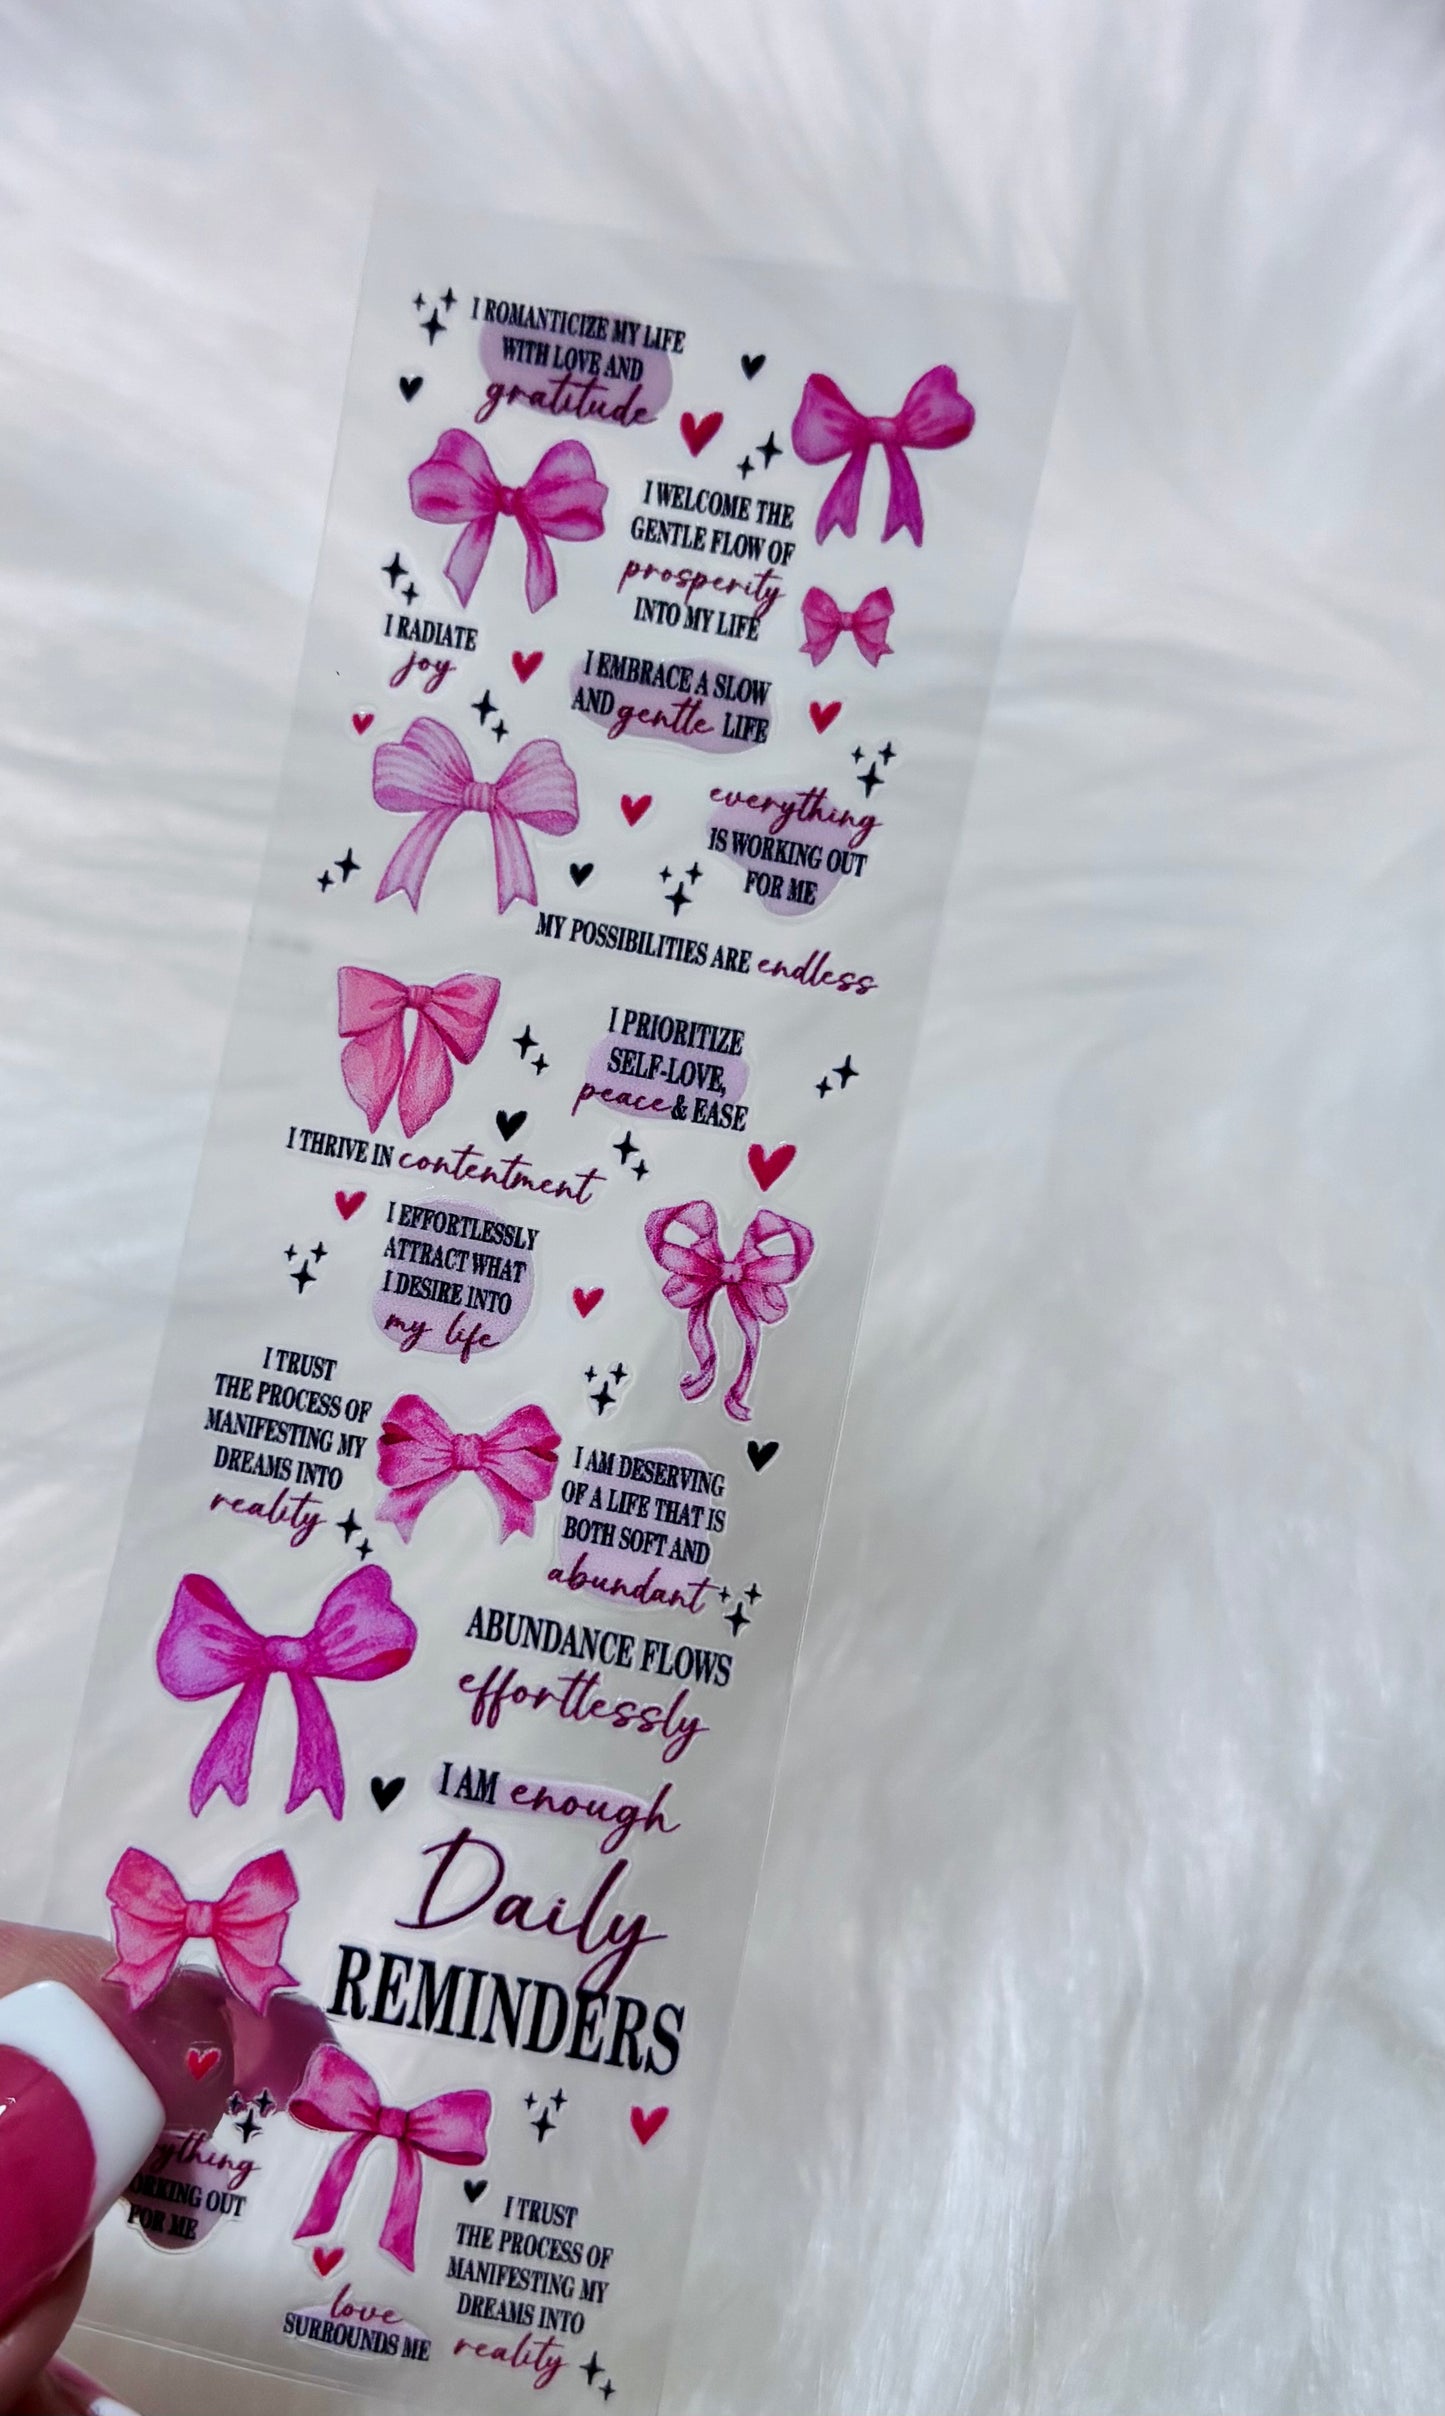 I ROMANTICIZE MY LIFE
WITH LOVE AND
gratitude
I WELCOME THE
GENTLE FLOW OF
prosperity
INTO MY LIFE
I RADIATE
joy
I EMBRACE A SLOW
AND gentle LIFE
everything
IS WORKING OUT
FOR ME
MY POSSIBILITIES ARE endless
I PRIORITIZE
SELF-LOVE,
peace & EASE
I THRIVE IN contentment
I EFFORTLESSLY
ATTRACT WHAT
I DESIRE INTO
my life
I TRUST
THE PROCESS OF
MANIFESTING MY
DREAMS INTO
reality
I AM DESERVING
OF A LIFE THAT IS
BOTH SOFT AND
abundant
ABUNDANCE FLOWS
effortlessly
I AM enough
Daily
REMINDERS
OUT
FOR ME
I TRUST
THE PROCESS OF
MANIFESTING MY
DREAMS INTO
reality
love
SURROUNDS ME